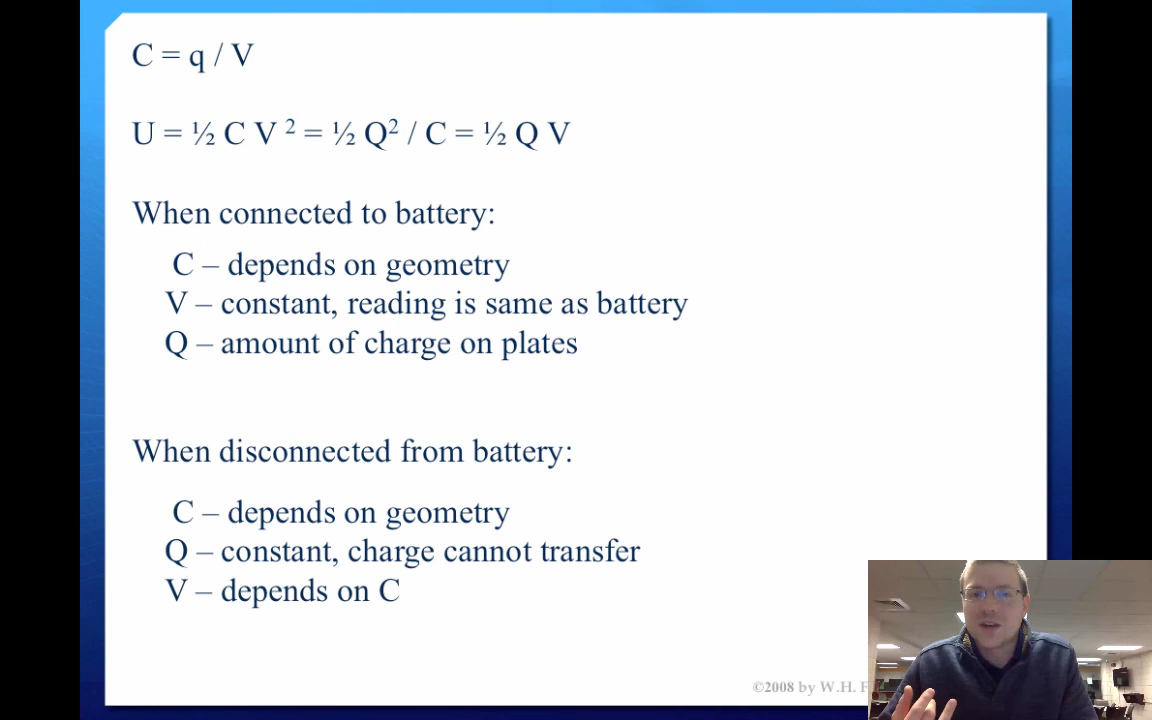 C = q / V
U = ½ C V ² = ½ Q² / C = ½ Q V
When connected to battery:
C – depends on geometry
V – constant, reading is same as battery
Q – amount of charge on plates
When disconnected from battery:
C – depends on geometry
Q – constant, charge cannot transfer
V – depends on C
©2008 by W.H.